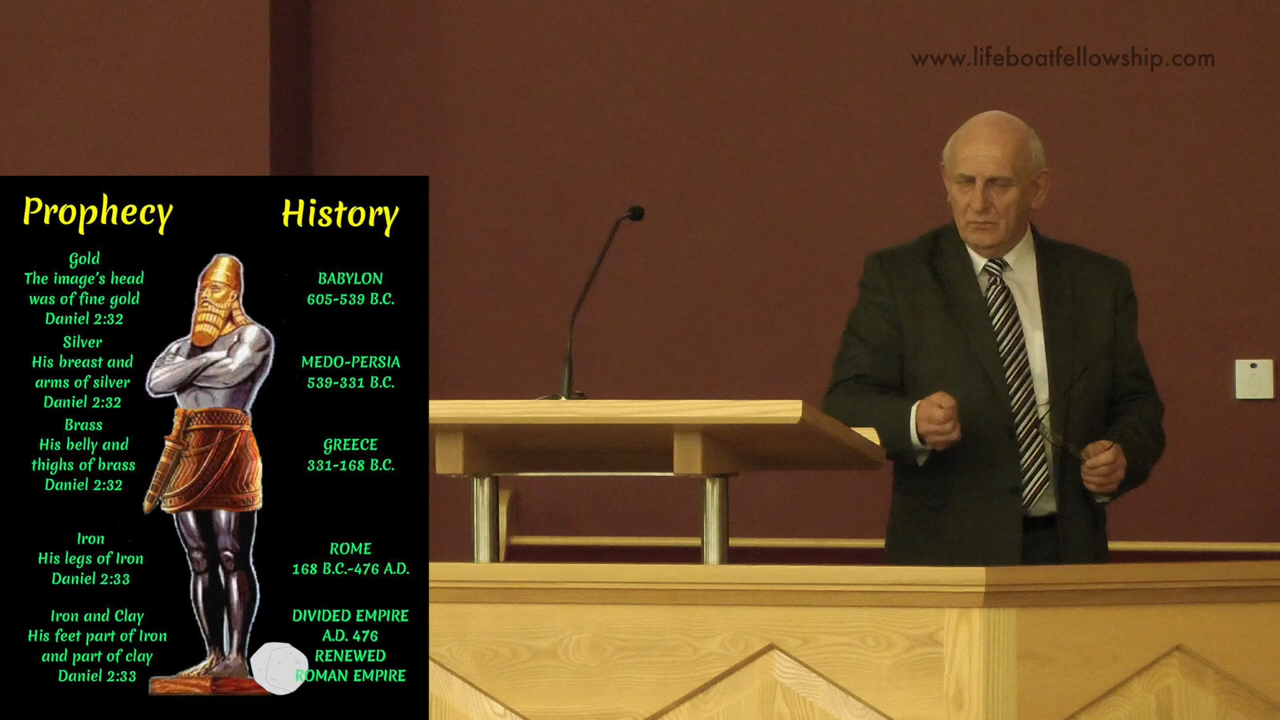 www.lifeboatfellowship.com
Prophecy
History
Gold
The image's head
was of fine gold
Daniel 2:32
BABYLON
605-539 B.C.
Silver
His breast and
arms of silver
Daniel 2:32
MEDO-PERSIA
539-331 B.C.
Brass
His belly and
thighs of brass
Daniel 2:32
GREECE
331-168 B.C.
Iron
His legs of Iron
Daniel 2:33
ROME
168 B.C.-476 A.D.
Iron and Clay
His feet part of Iron
and part of clay
Daniel 2:33
DIVIDED EMPIRE
A.D. 476
RENEWED
ROMAN EMPIRE